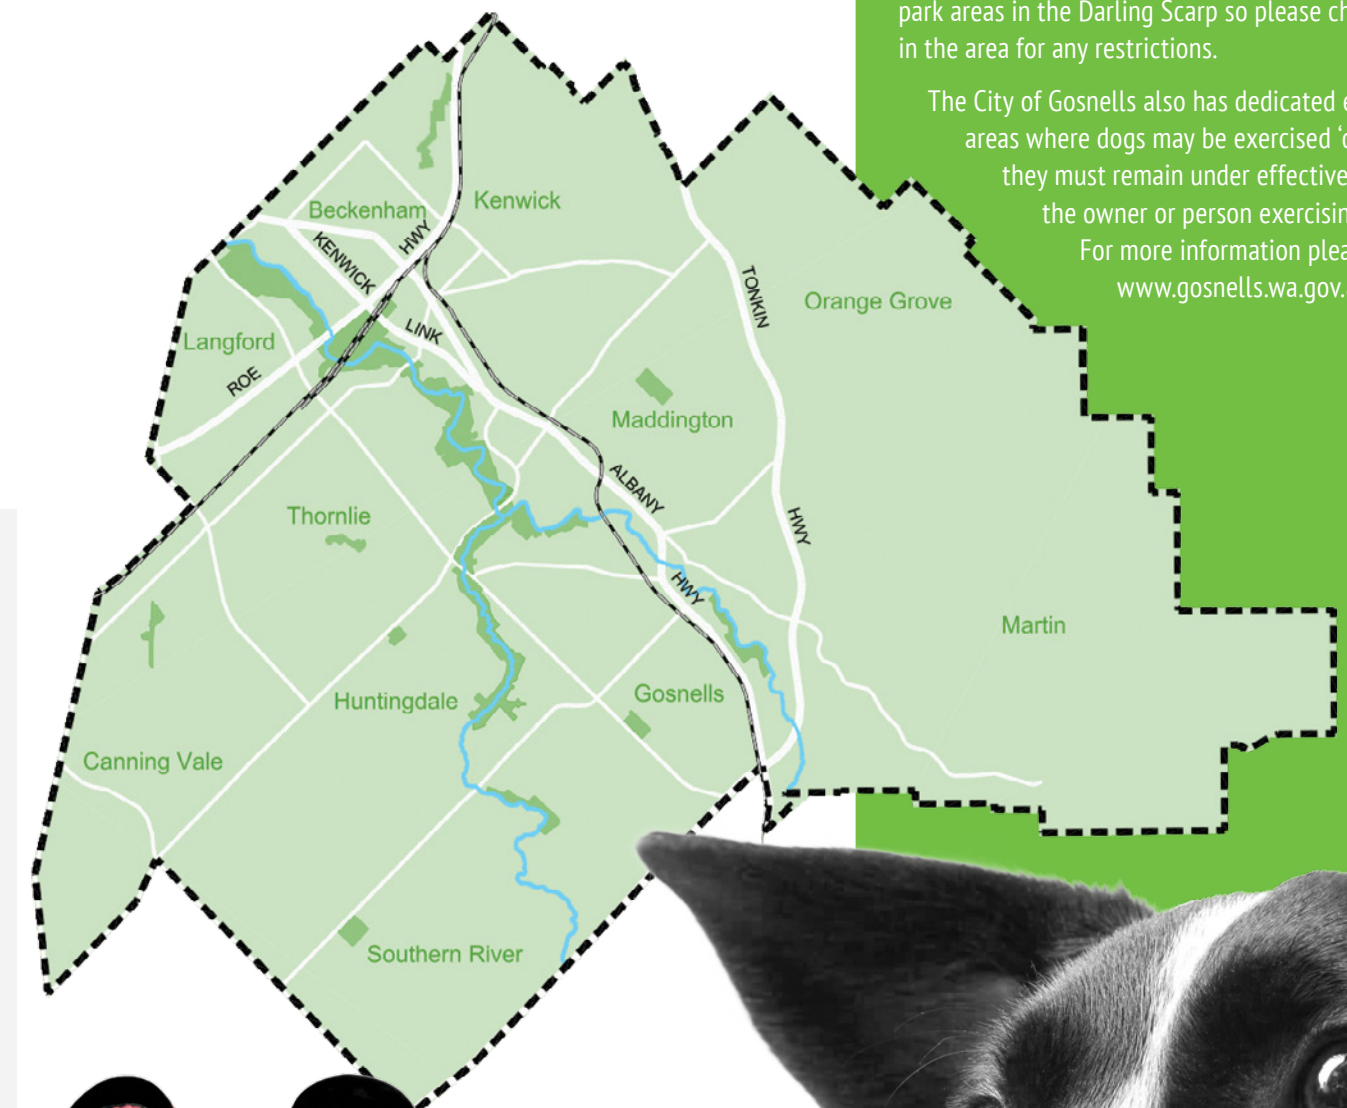 park areas in the Darling Scarp so please
in the area for any restrictions.
The City of Gosnells also has dedicated
areas where dogs may be exercised
they must remain under effective
the owner or person
For more information
www.gosnells.wa.gov.
Kenwick
Beckenham
HWY
KENWICK
TONKIN
Orange Grove
LINK
Langford
ROE
Maddington
ALBANY
Thornlie
HWY
HWY
Martin
Gosnells
Huntingdale
Canning Vale
Southern River